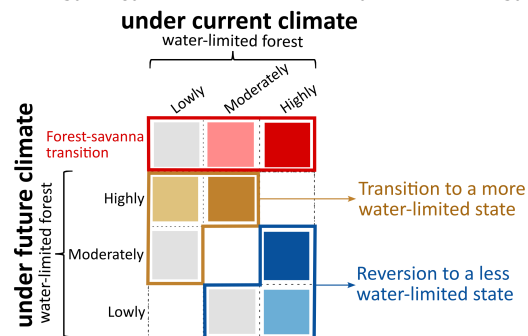 under current climate
water-limited forest
Lowly
Moderately
Highly
under future climate
water-limited forest
Forest-savanna
transition
Highly
Moderately
Lowly
Transition to a more
water-limited state
Reversion to a less
water-limited state